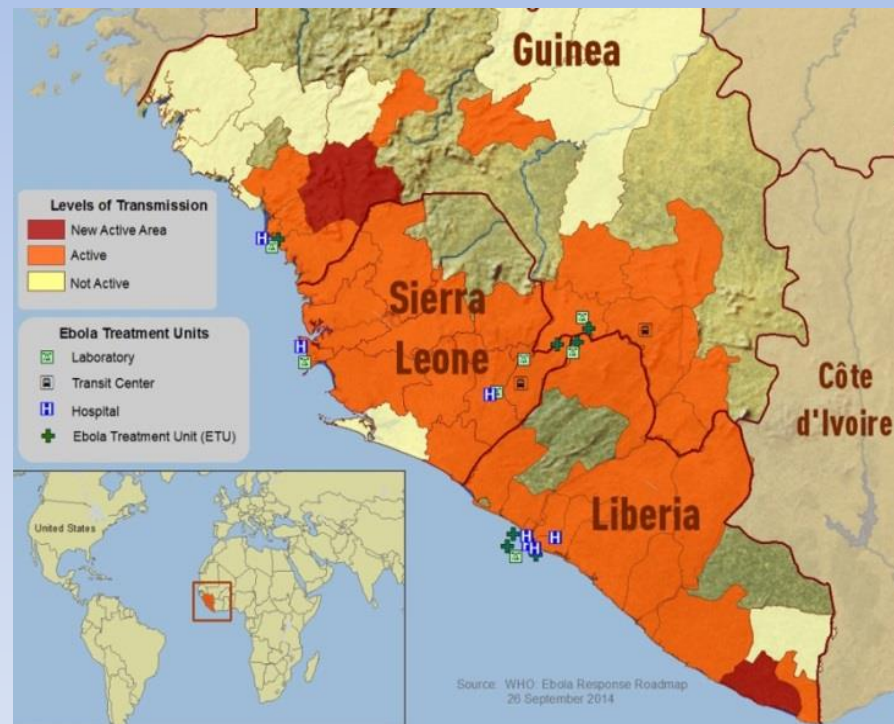 Guinea
Levels of Transmission
New Active Area
Active
Not Active
Sierra
Leone
Ebola Treatment Units
Laboratory
Transit Center
Hospital
Ebola Treatment Unit (ETU)
Côte
d'Ivoire
Liberia
United States
Source: WHO: Ebola Response Roadmap
26 September 2014
H
H
H
H
H
H
H